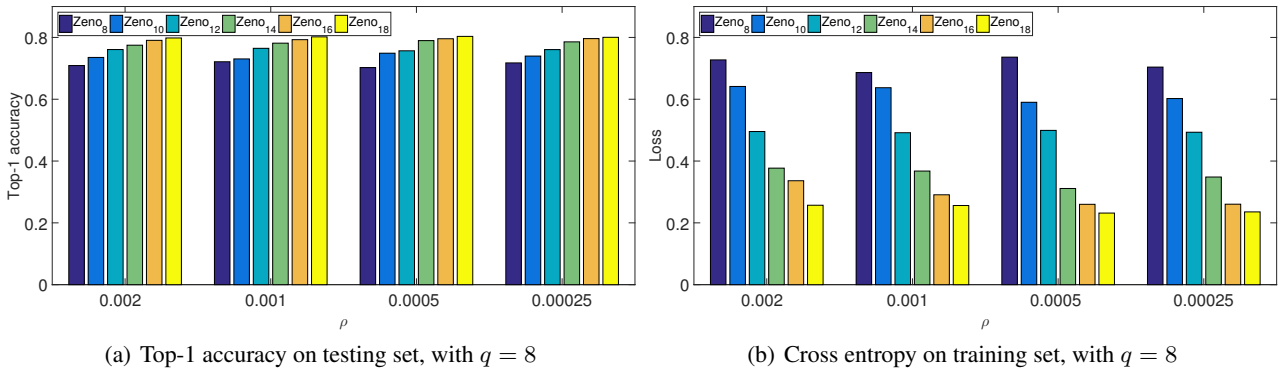 Zeno8 Zeno10 Zeno12 Zeno14 Zeno16 Zeno18
0.8
0.6
0.4
0.2
0
Top-1 accuracy
0.002 0.001 0.0005 0.00025
ρ
(a) Top-1 accuracy on testing set, with q = 8
Zeno8 Zeno10 Zeno12 Zeno14 Zeno16 Zeno18
0.8
0.6
0.4
0.2
0
Loss
0.002 0.001 0.0005 0.00025
ρ
(b) Cross entropy on training set, with q = 8